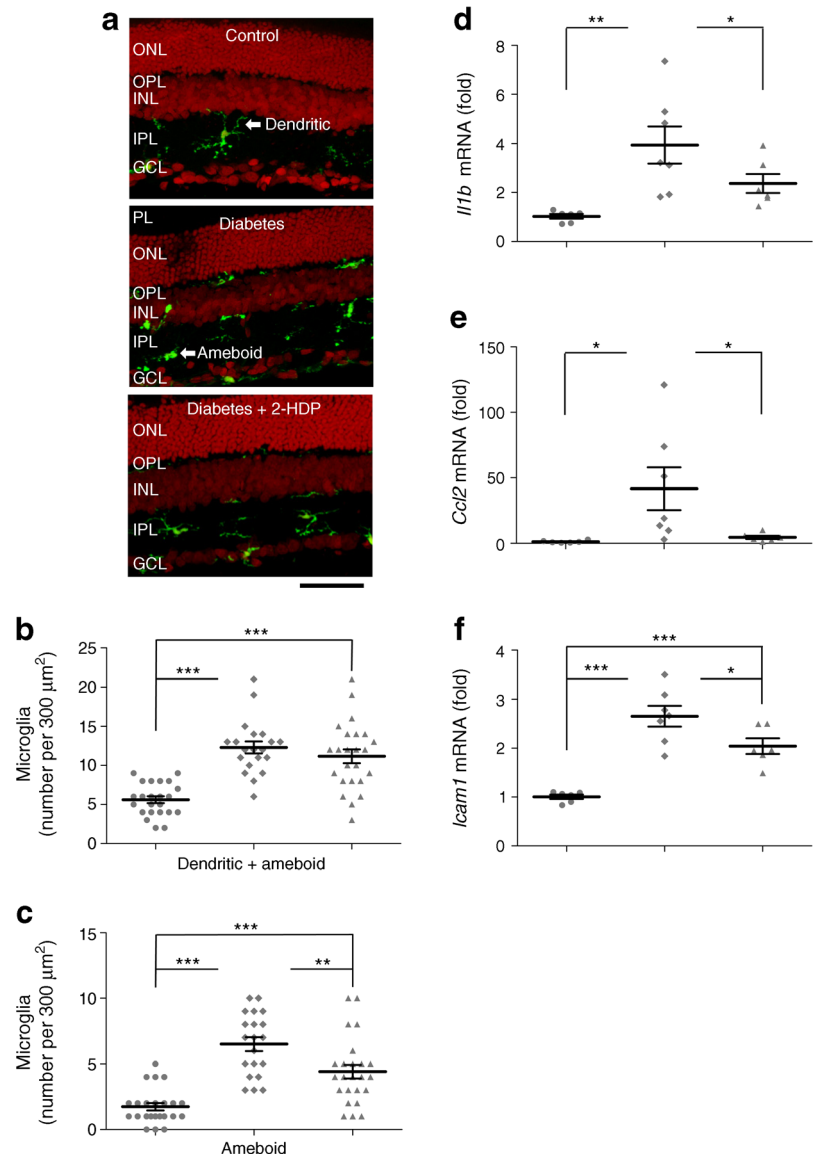 a
Control
ONL
OPL
INL
Dendritic
IPL
GCL
PL
Diabetes
ONL
OPL
INL
IPL
Ameboid
GCL
Diabetes + 2-HDP
ONL
OPL
INL
IPL
GCL
b
***
***
Microglia
(number per 300 μm²)
25
20
15
10
5
0
Dendritic + ameboid
c
***
***
**
Microglia
(number per 300 μm²)
15
10
5
0
Ameboid
d
**
*
Il1b mRNA (fold)
8
6
4
2
0
e
*
*
Ccl2 mRNA (fold)
150
100
50
0
f
***
***
*
Icam1 mRNA (fold)
4
3
2
1
0